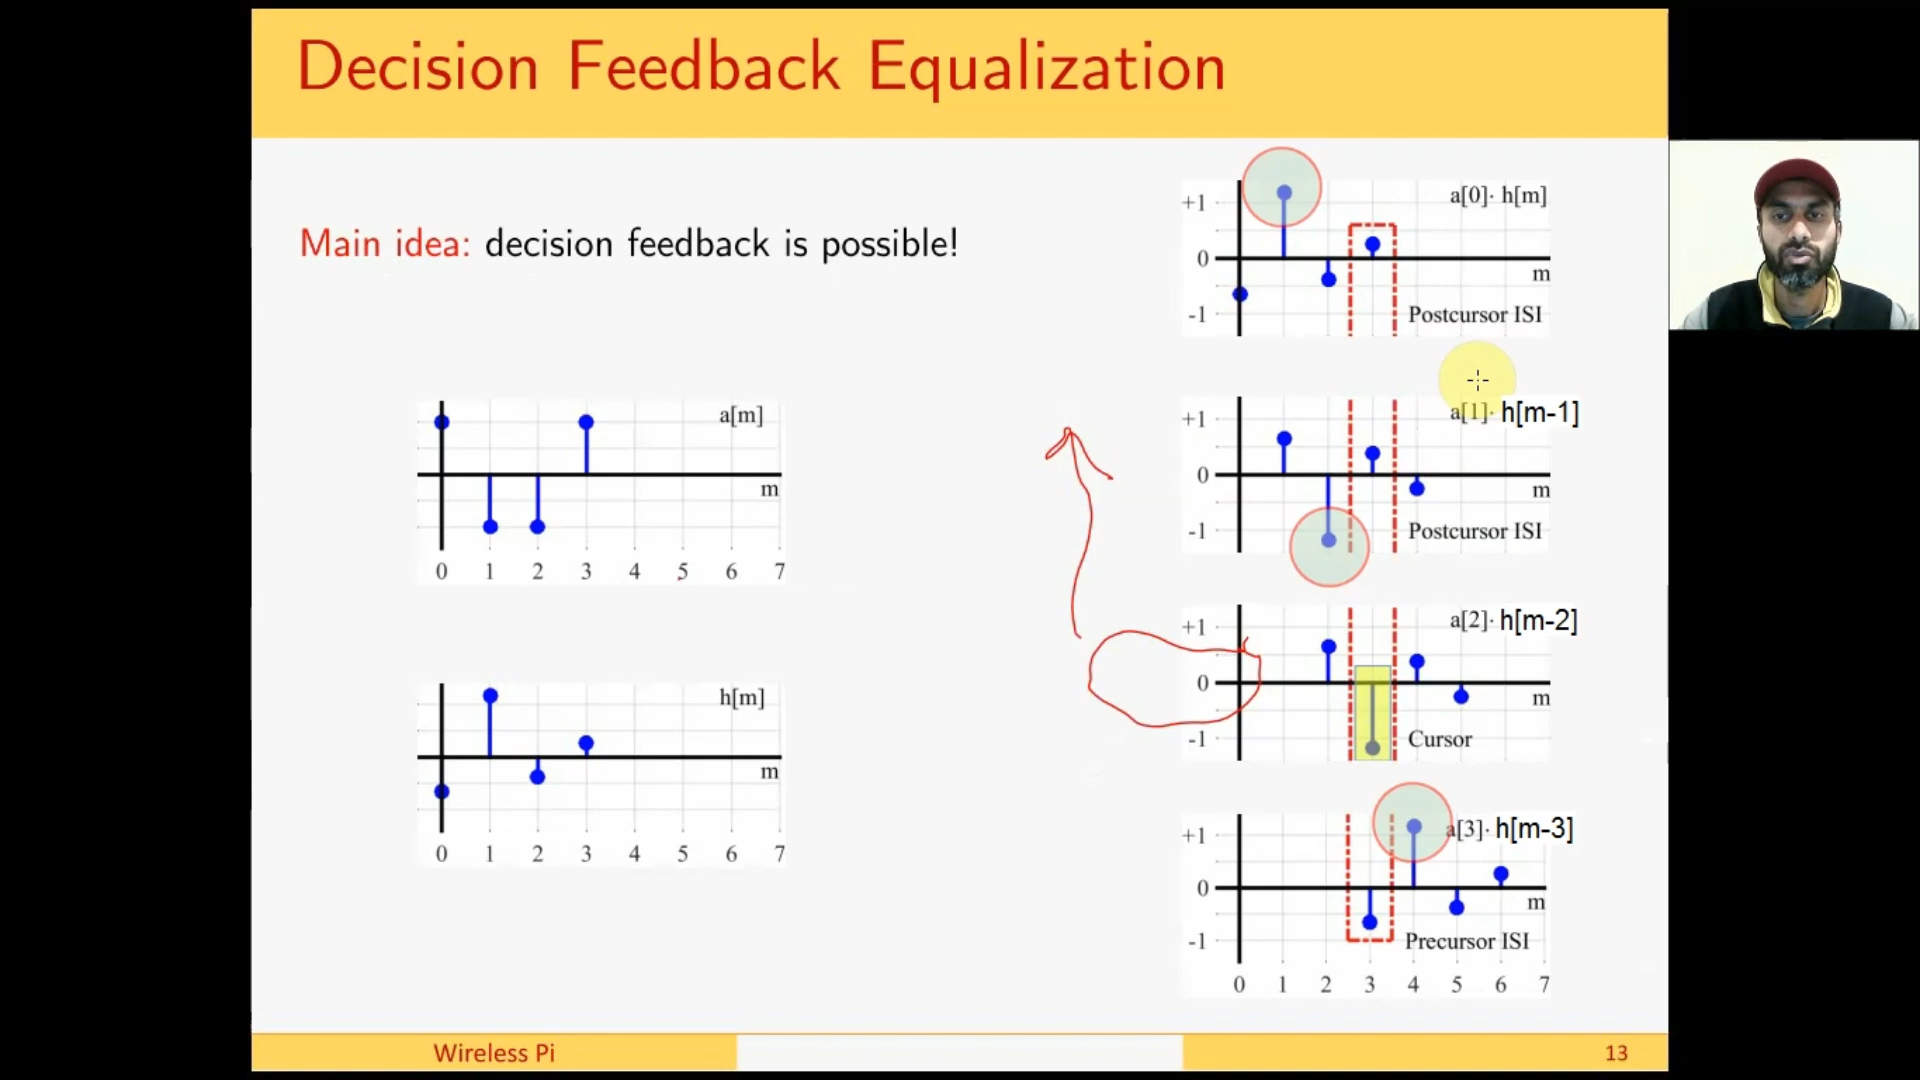 Decision Feedback Equalization
Main idea: decision feedback is possible!
a[m]
m
0 1 2 3 4 5 6 7
h[m]
m
0 1 2 3 4 5 6 7
+1
a[0]· h[m]
0
m
-1
Postcursor ISI
+1
a[1]· h[m-1]
0
m
-1
Postcursor ISI
+1
a[2]· h[m-2]
0
m
-1
Cursor
+1
a[3]· h[m-3]
0
m
-1
Precursor ISI
0 1 2 3 4 5 6 7
Wireless Pi
13